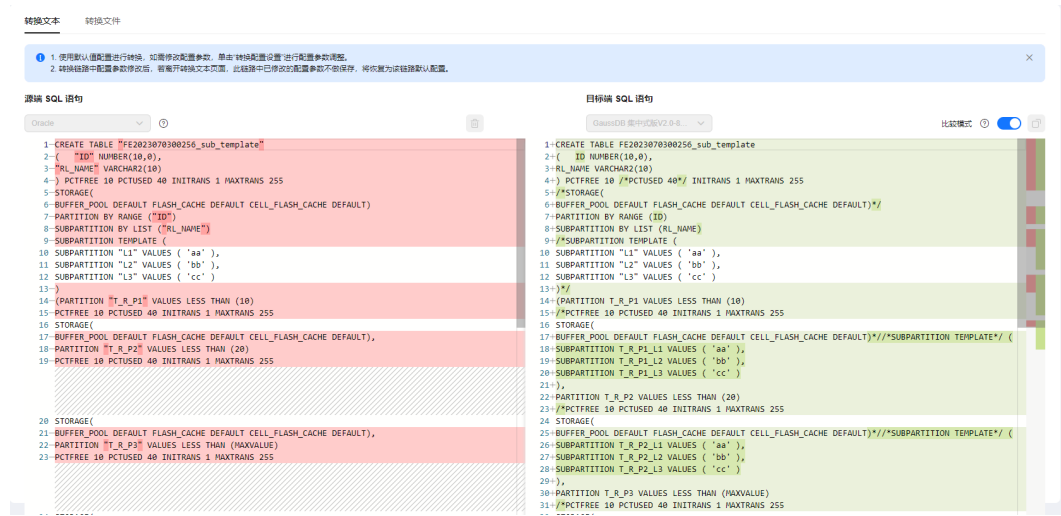 转换文本 转换文件
1. 使用默认值配置进行转换，如需修改配置参数，单击“转换配置设置”进行配置参数调整。
2. 转换链路中配置参数修改后，若离开转换文本页面，此链路中已修改的配置参数不做保存，将恢复为该链路默认配置。
源端 SQL 语句
Oracle
1 CREATE TABLE "FE2023070300256_sub_template"
2 ( "ID" NUMBER(10,0),
3 "RL_NAME" VARCHAR2(10)
4 ) PCTFREE 10 PCTUSED 40 INITRANS 1 MAXTRANS 255
5 STORAGE(
6 BUFFER_POOL DEFAULT FLASH_CACHE DEFAULT CELL_FLASH_CACHE DEFAULT)
7 PARTITION BY RANGE ("ID")
8 SUBPARTITION BY LIST ("RL_NAME")
9 SUBPARTITION TEMPLATE (
10 SUBPARTITION "L1" VALUES ( 'aa' ),
11 SUBPARTITION "L2" VALUES ( 'bb' ),
12 SUBPARTITION "L3" VALUES ( 'cc' )
13 )
14 (PARTITION "T_R_P1" VALUES LESS THAN (10)
15 PCTFREE 10 PCTUSED 40 INITRANS 1 MAXTRANS 255
16 STORAGE(
17 BUFFER_POOL DEFAULT FLASH_CACHE DEFAULT CELL_FLASH_CACHE DEFAULT),
18 PARTITION "T_R_P2" VALUES LESS THAN (20)
19 PCTFREE 10 PCTUSED 40 INITRANS 1 MAXTRANS 255
20 STORAGE(
21 BUFFER_POOL DEFAULT FLASH_CACHE DEFAULT CELL_FLASH_CACHE DEFAULT),
22 PARTITION "T_R_P3" VALUES LESS THAN (MAXVALUE)
23 PCTFREE 10 PCTUSED 40 INITRANS 1 MAXTRANS 255
目标端 SQL 语句
GaussDB 集中式版V2.0-8... 比较模式
1+CREATE TABLE FE2023070300256_sub_template
2+( ID NUMBER(10,0),
3+RL_NAME VARCHAR2(10)
4+) PCTFREE 10 /*PCTUSED 40*/ INITRANS 1 MAXTRANS 255
5+/*STORAGE(
6+BUFFER_POOL DEFAULT FLASH_CACHE DEFAULT CELL_FLASH_CACHE DEFAULT)*/
7+PARTITION BY RANGE (ID)
8+SUBPARTITION BY LIST (RL_NAME)
9+/*SUBPARTITION TEMPLATE (
10 SUBPARTITION "L1" VALUES ( 'aa' ),
11 SUBPARTITION "L2" VALUES ( 'bb' ),
12 SUBPARTITION "L3" VALUES ( 'cc' )
13+)*/
14+(PARTITION T_R_P1 VALUES LESS THAN (10)
15+/*PCTFREE 10 PCTUSED 40 INITRANS 1 MAXTRANS 255
16 STORAGE(
17+BUFFER_POOL DEFAULT FLASH_CACHE DEFAULT CELL_FLASH_CACHE DEFAULT)*//*SUBPARTITION TEMPLATE*/ (
18+SUBPARTITION T_R_P1_L1 VALUES ( 'aa' ),
19+SUBPARTITION T_R_P1_L2 VALUES ( 'bb' ),
20+SUBPARTITION T_R_P1_L3 VALUES ( 'cc' )
21+),
22+PARTITION T_R_P2 VALUES LESS THAN (20)
23+/*PCTFREE 10 PCTUSED 40 INITRANS 1 MAXTRANS 255
24 STORAGE(
25+BUFFER_POOL DEFAULT FLASH_CACHE DEFAULT CELL_FLASH_CACHE DEFAULT)*//*SUBPARTITION TEMPLATE*/ (
26+SUBPARTITION T_R_P2_L1 VALUES ( 'aa' ),
27+SUBPARTITION T_R_P2_L2 VALUES ( 'bb' ),
28+SUBPARTITION T_R_P2_L3 VALUES ( 'cc' )
29+),
30+PARTITION T_R_P3 VALUES LESS THAN (MAXVALUE)
31+/*PCTFREE 10 PCTUSED 40 INITRANS 1 MAXTRANS 255